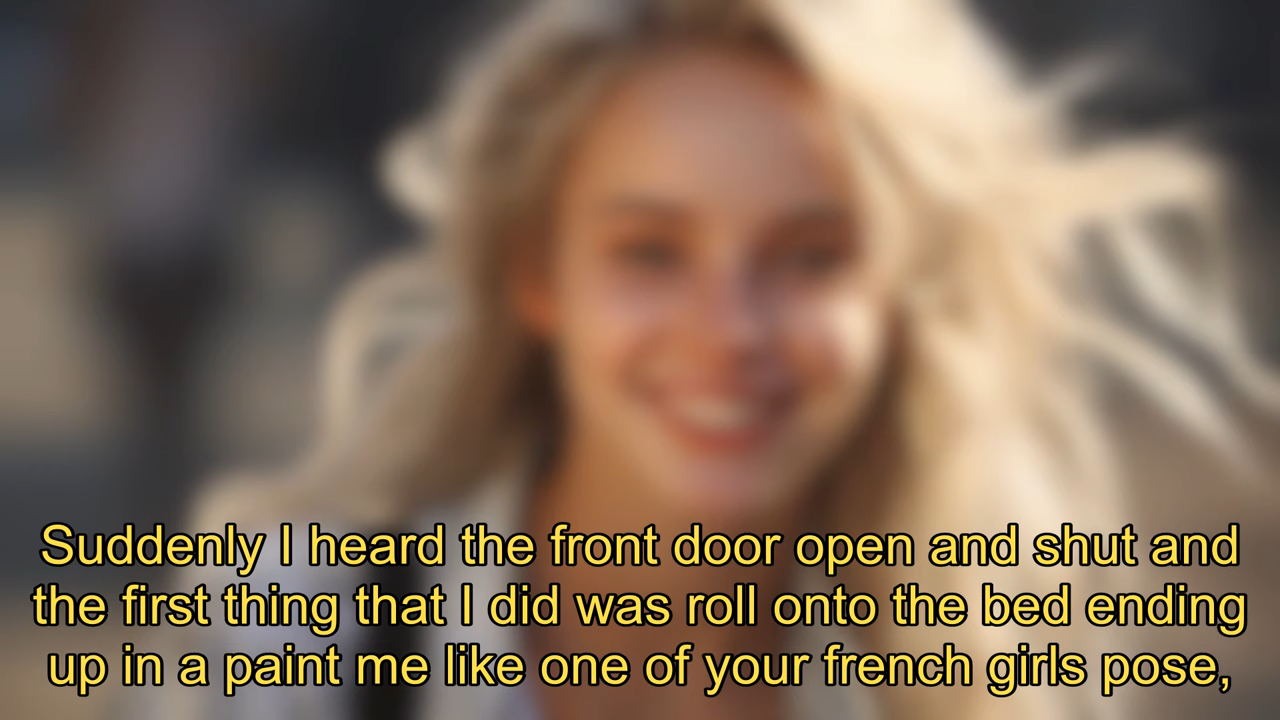 Suddenly I heard the front door open and shut and
the first thing that I did was roll onto the bed ending
up in a paint me like one of your french girls pose,